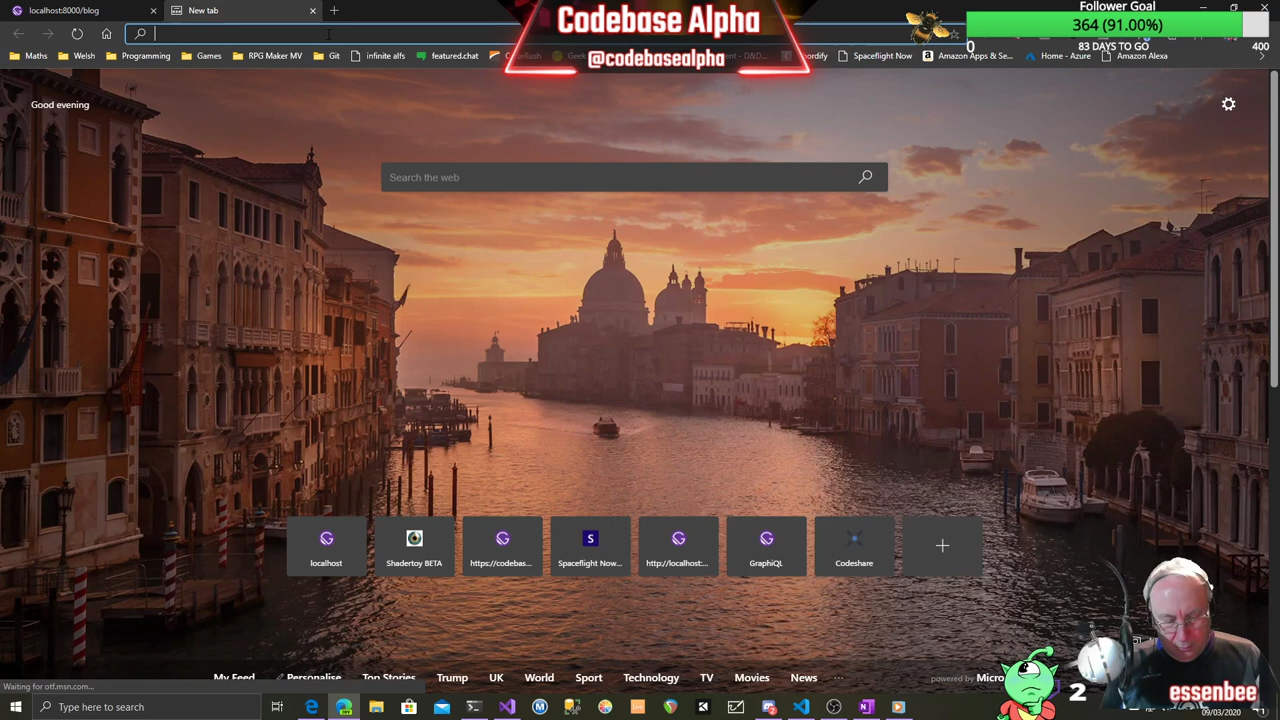 localhost:8000/blog
New tab
Codebase Alpha
@codebasealpha
Follower Goal
364 (91.00%)
0
83 DAYS TO GO
400
Maths
Welsh
Programming
Games
RPG Maker MV
Git
infinite alfs
featured.chat
Spaceflight Now
Amazon Apps & Se...
Home - Azure
Amazon Alexa
Good evening
Search the web
localhost
Shadertoy BETA
https://codebas...
Spaceflight Now...
http://localhost:...
GraphiQL
Codeshare
My Feed
Personalise
Top Stories
Trump
UK
World
Sport
Technology
TV
Movies
News
powered by Micro
Waiting for otf.msn.com...
Type here to search
2
essenbee
09/03/2020